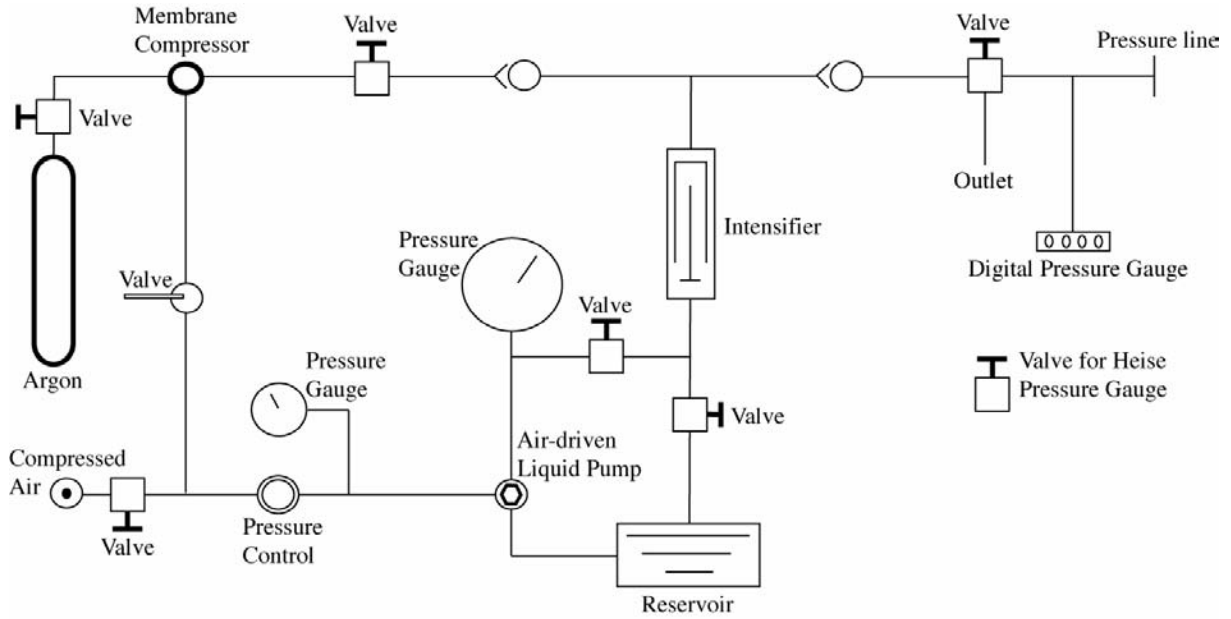 Membrane
Compressor
Valve
Valve
Pressure line
Valve
Outlet
Intensifier
Pressure
Gauge
Digital Pressure Gauge
Valve
Valve
Argon
Pressure
Gauge
Valve for Heise
Pressure Gauge
Valve
Air-driven
Liquid Pump
Compressed
Air
Valve
Pressure
Control
Reservoir